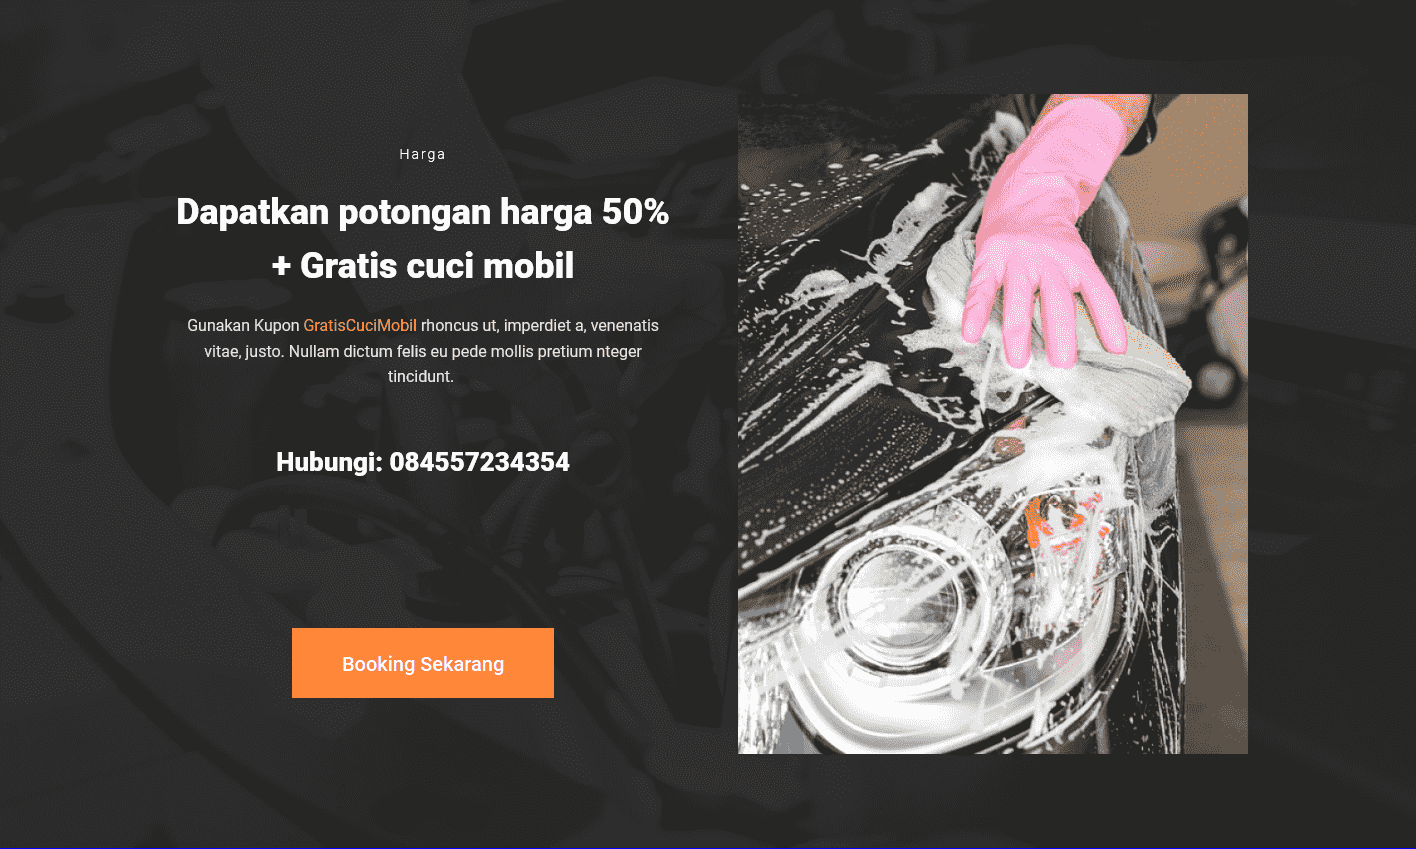 Harga
Dapatkan potongan harga 50%
+ Gratis cuci mobil
Gunakan Kupon GratisCuciMobil rhoncus ut, imperdiet a, venenatis
vitae, justo. Nullam dictum felis eu pede mollis pretium nteger
tincidunt.
Hubungi: 084557234354
Booking Sekarang